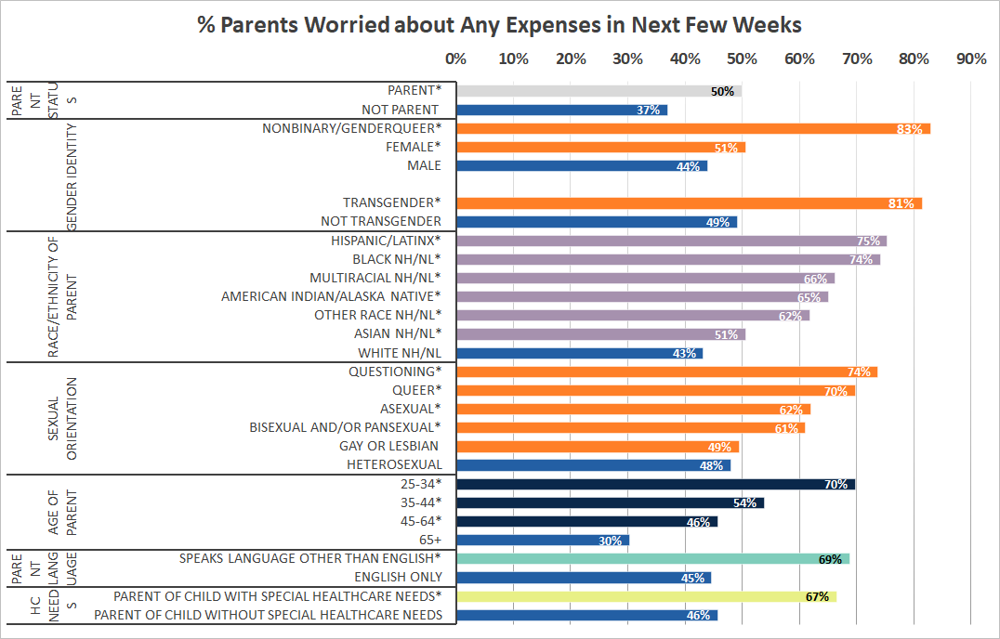 % Parents Worried about Any Expenses in Next Few Weeks
0% 10% 20% 30% 40% 50% 60% 70% 80% 90%
PARE
NT
STATU
S
PARENT* 50%
NOT PARENT 37%
GENDER IDENTITY
NONBINARY/GENDERQUEER* 83%
FEMALE* 51%
MALE 44%
TRANSGENDER* 81%
NOT TRANSGENDER 49%
RACE/ETHNICITY OF
PARENT
HISPANIC/LATINX* 75%
BLACK NH/NL* 74%
MULTIRACIAL NH/NL* 66%
AMERICAN INDIAN/ALASKA NATIVE* 65%
OTHER RACE NH/NL* 62%
ASIAN NH/NL* 51%
WHITE NH/NL 43%
SEXUAL
ORIENTATION
QUESTIONING* 74%
QUEER* 70%
ASEXUAL* 62%
BISEXUAL AND/OR PANSEXUAL* 61%
GAY OR LESBIAN 49%
HETEROSEXUAL 48%
AGE OF
PARENT
25-34* 70%
35-44* 54%
45-64* 46%
65+ 30%
PARE
NT
LANG
UAGE
SPEAKS LANGUAGE OTHER THAN ENGLISH* 69%
ENGLISH ONLY 45%
HC
NEED
S
PARENT OF CHILD WITH SPECIAL HEALTHCARE NEEDS* 67%
PARENT OF CHILD WITHOUT SPECIAL HEALTHCARE NEEDS 46%